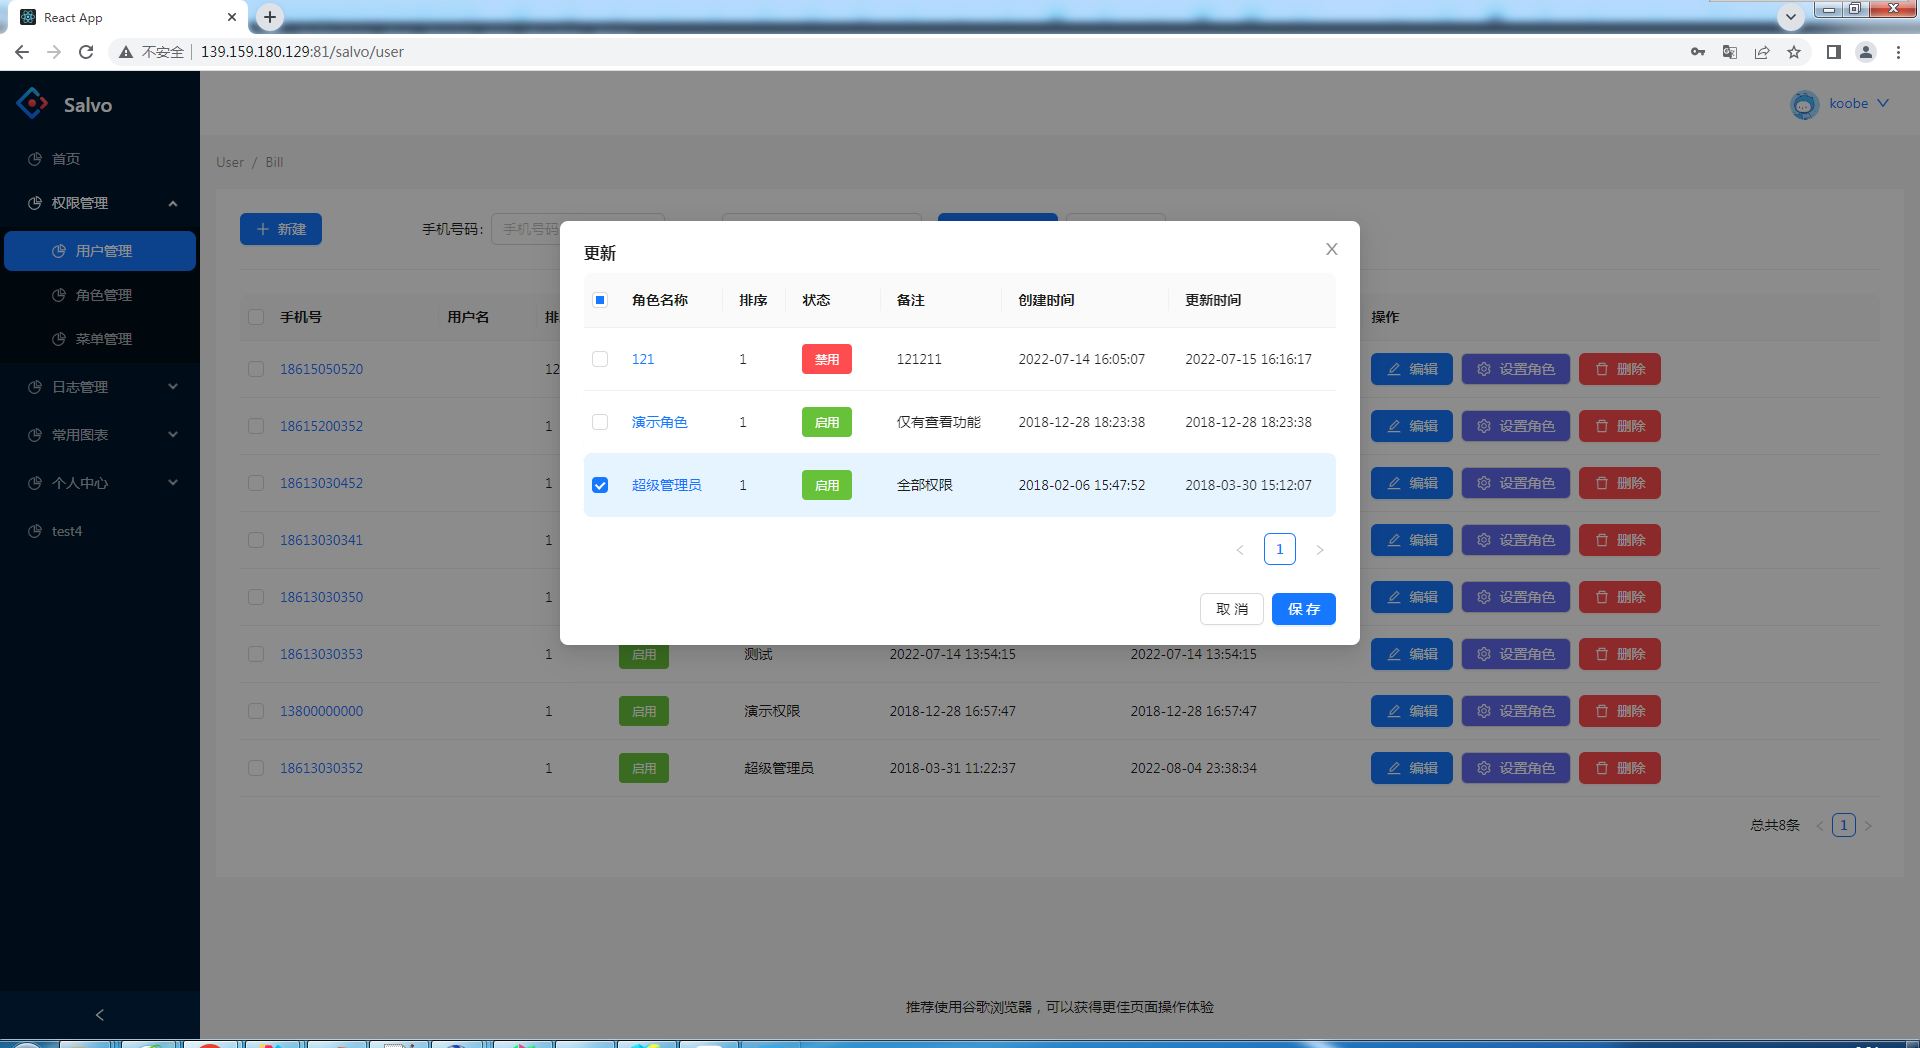 React App
不安全 139.159.180.129:81/salvo/user
Salvo
koobe
首页
权限管理
用户管理
角色管理
菜单管理
日志管理
常用图表
个人中心
test4
User / Bill
新建 手机号码: 手机号码
手机号 用户名 排 操作
18615050520 12 编辑 设置角色 删除
18615200352 1 编辑 设置角色 删除
18613030452 1 编辑 设置角色 删除
18613030341 1 编辑 设置角色 删除
18613030350 1 编辑 设置角色 删除
18613030353 1 启用 测试 2022-07-14 13:54:15 2022-07-14 13:54:15 编辑 设置角色 删除
13800000000 1 启用 演示权限 2018-12-28 16:57:47 2018-12-28 16:57:47 编辑 设置角色 删除
18613030352 1 启用 超级管理员 2018-03-31 11:22:37 2022-08-04 23:38:34 编辑 设置角色 删除
总共8条 < 1 >
更新
角色名称 排序 状态 备注 创建时间 更新时间
121 1 禁用 121211 2022-07-14 16:05:07 2022-07-15 16:16:17
演示角色 1 启用 仅有查看功能 2018-12-28 18:23:38 2018-12-28 18:23:38
超级管理员 1 启用 全部权限 2018-02-06 15:47:52 2018-03-30 15:12:07
< 1 >
取 消 保 存
推荐使用谷歌浏览器，可以获得更佳页面操作体验